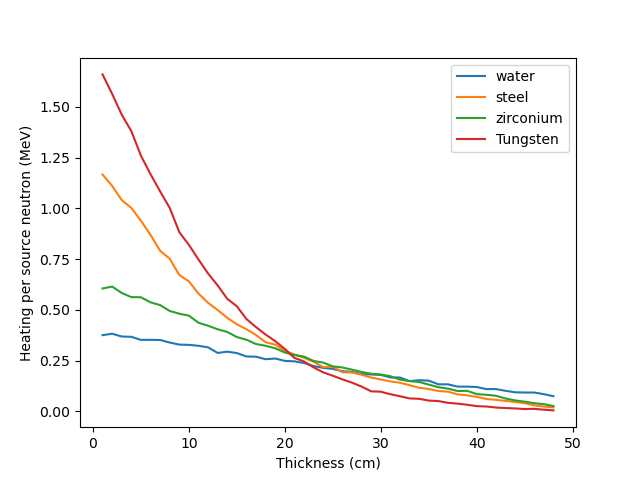 water
steel
zirconium
Tungsten
1.50
1.25
1.00
0.75
0.50
0.25
0.00
Heating per source neutron (MeV)
0 10 20 30 40 50
Thickness (cm)